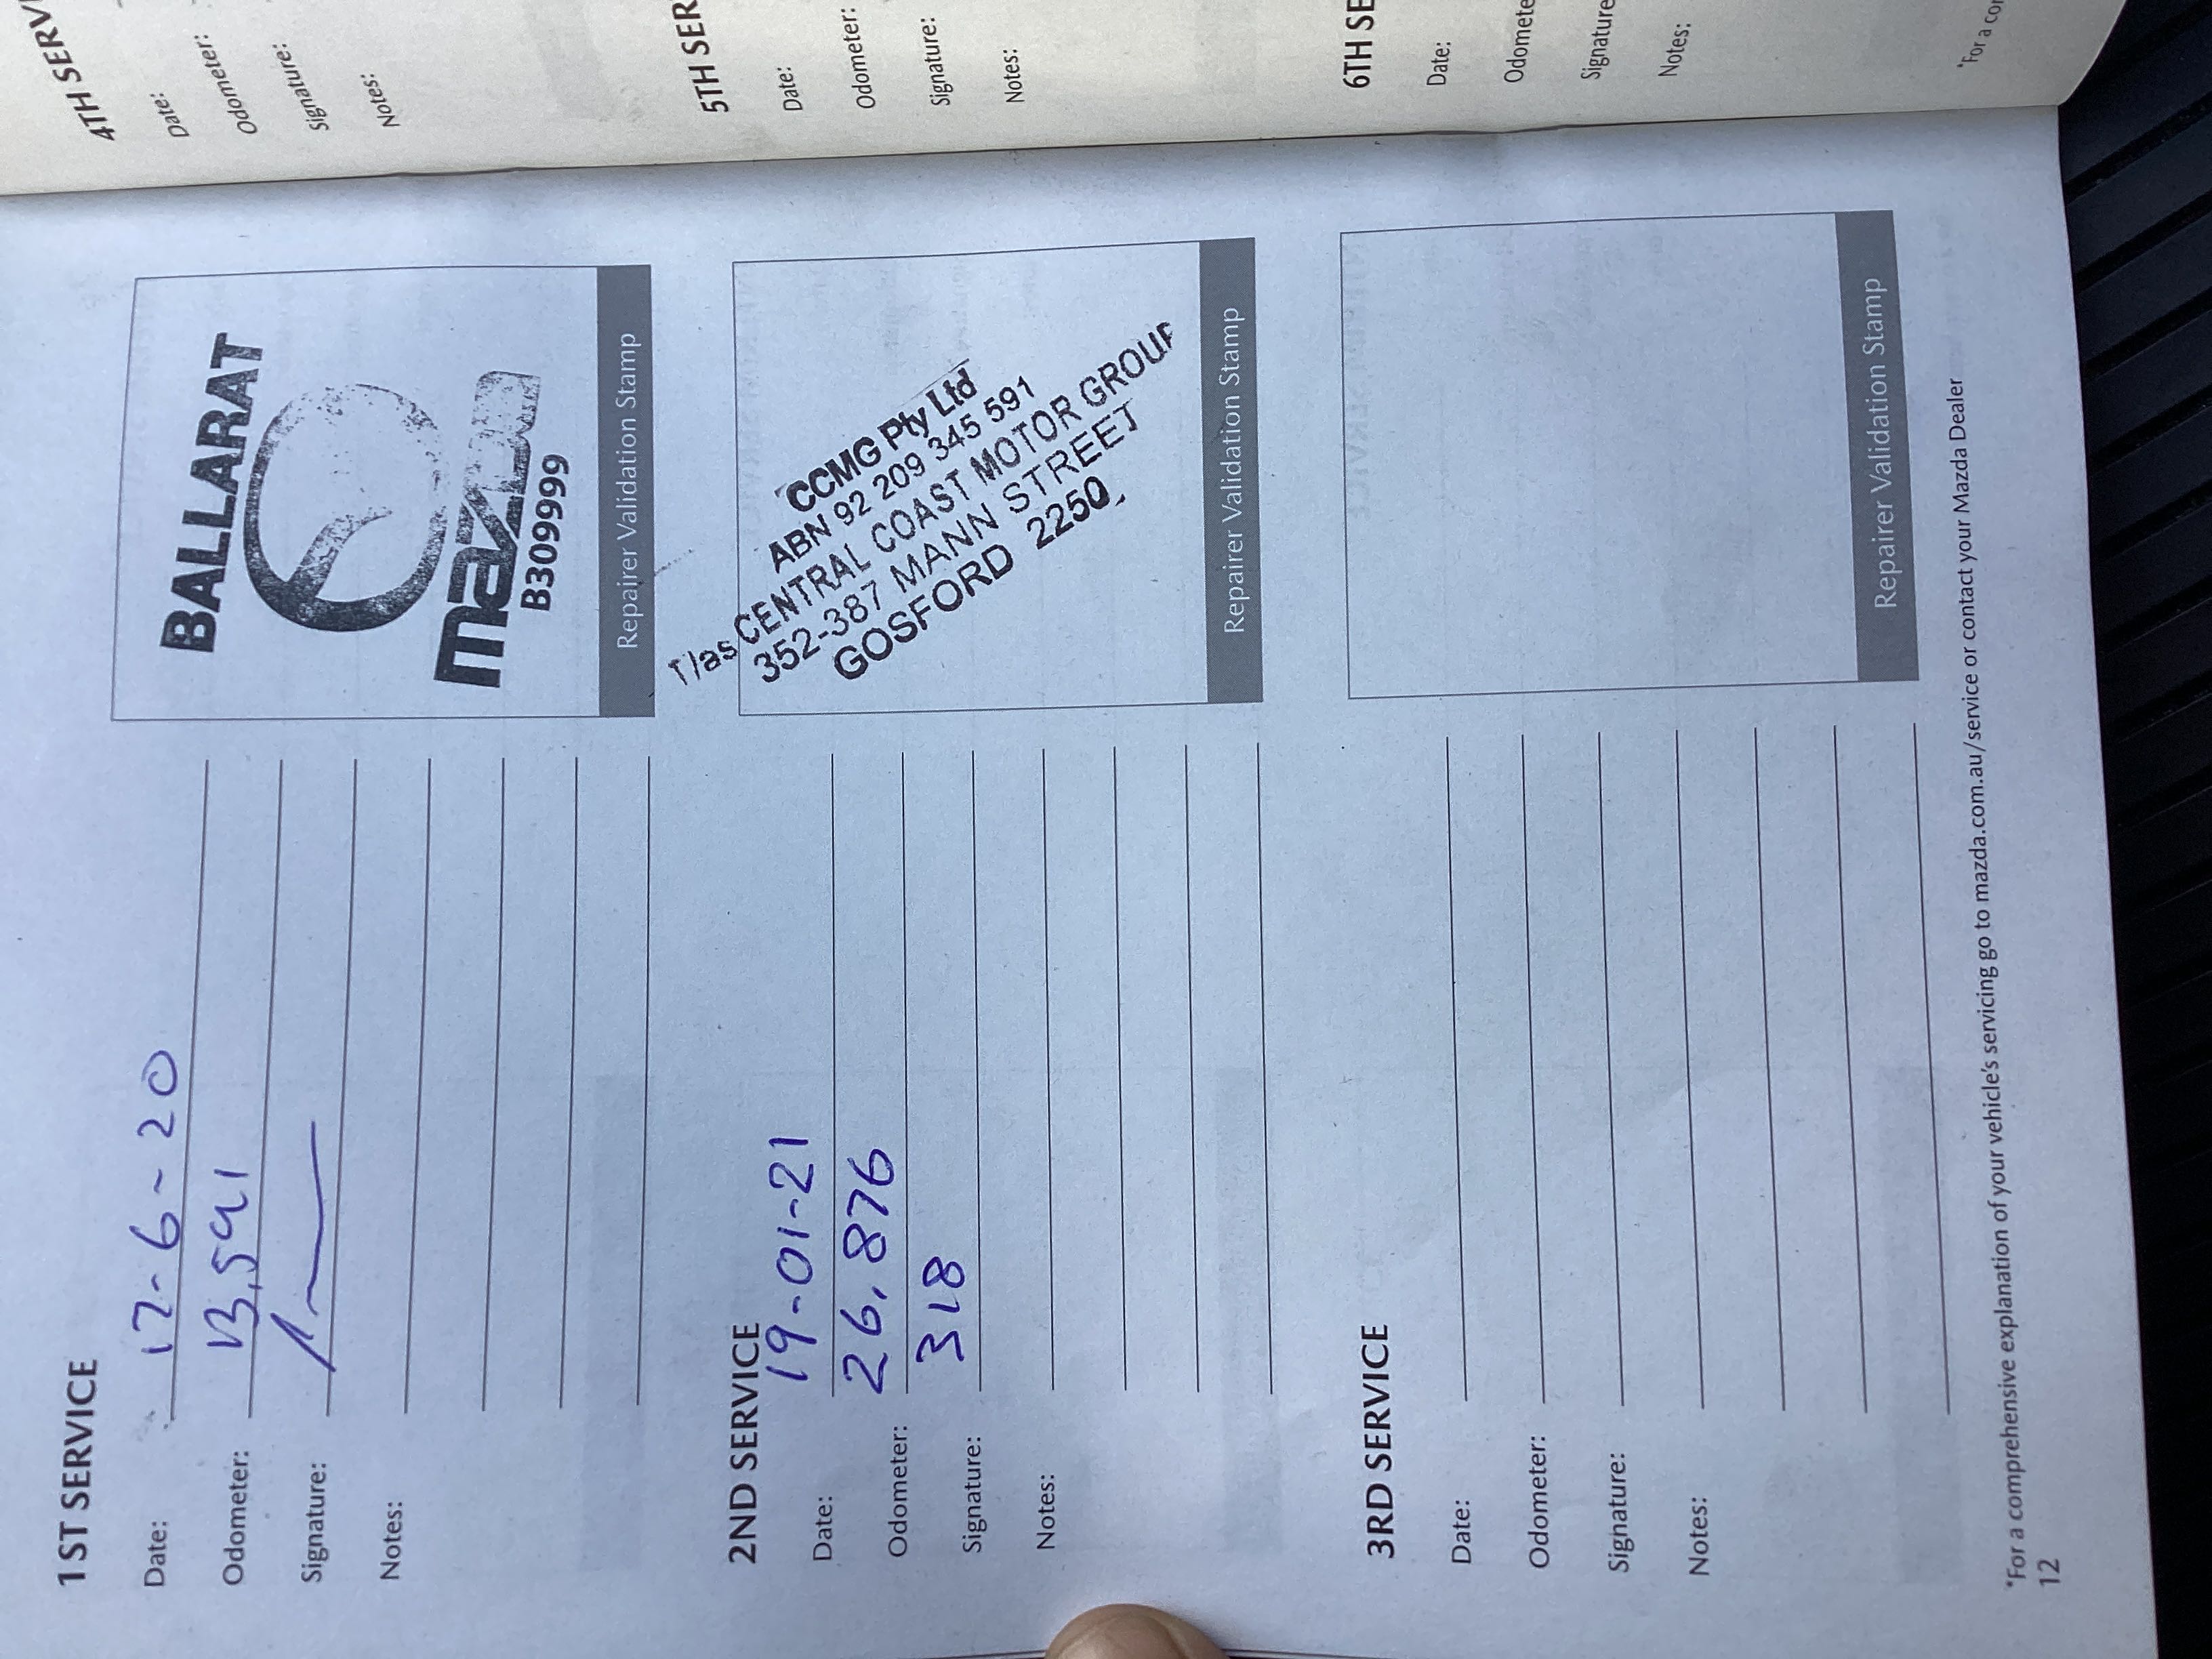 1ST SERVICE
Date: 17-6-20
Odometer: 13,591
Signature:
Notes:
BALLARAT
mazda
B309999
Repairer Validation Stamp
2ND SERVICE
Date: 19-01-21
Odometer: 26,876
Signature: 318
Notes:
CCMG Pty Ltd
ABN 92 209 345 591
T/as CENTRAL COAST MOTOR GROUP
352-387 MANN STREET
GOSFORD 2250
Repairer Validation Stamp
3RD SERVICE
Date:
Odometer:
Signature:
Notes:
Repairer Validation Stamp
*For a comprehensive explanation of your vehicle's servicing go to mazda.com.au/service or contact your Mazda Dealer
12
4TH SERV
Date:
Odometer:
Signature:
Notes:
5TH SER
Date:
Odometer:
Signature:
Notes:
6TH SE
Date:
Odomete
Signature
Notes:
*For a cor